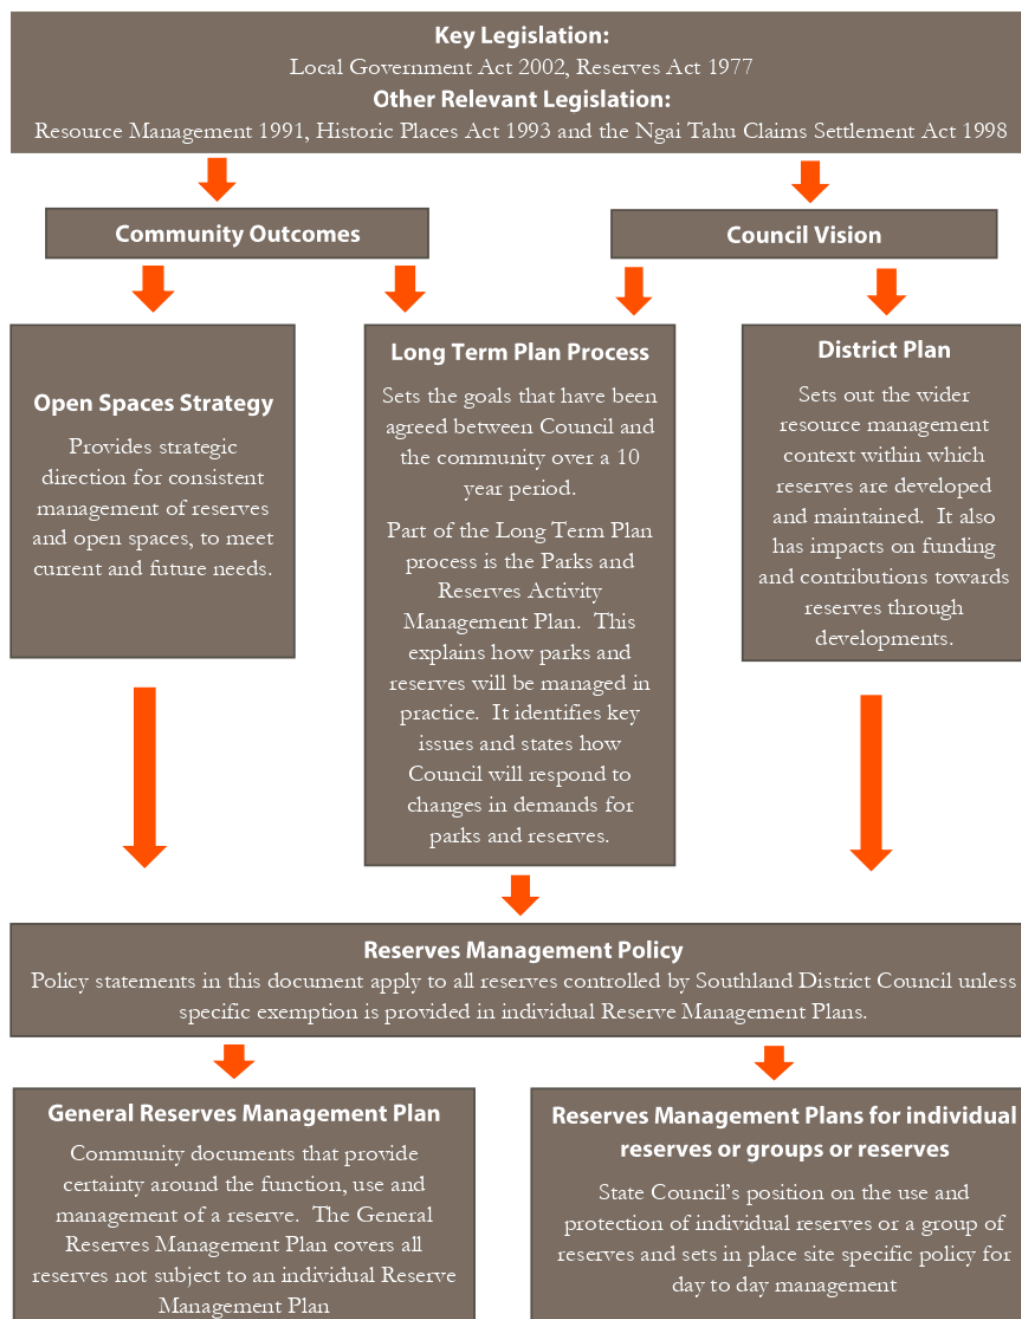 Key Legislation:
Local Government Act 2002, Reserves Act 1977
Other Relevant Legislation:
Resource Management 1991, Historic Places Act 1993 and the Ngai Tahu Claims Settlement Act 1998
Community Outcomes
Council Vision
Open Spaces Strategy
Provides strategic
direction for consistent
management of reserves
and open spaces, to meet
current and future needs.
Long Term Plan Process
Sets the goals that have been
agreed between Council and
the community over a 10
year period.
Part of the Long Term Plan
process is the Parks and
Reserves Activity
Management Plan.  This
explains how parks and
reserves will be managed in
practice.  It identifies key
issues and states how
Council will respond to
changes in demands for
parks and reserves.
District Plan
Sets out the wider
resource management
context within which
reserves are developed
and maintained.  It also
has impacts on funding
and contributions towards
reserves through
developments.
Reserves Management Policy
Policy statements in this document apply to all reserves controlled by Southland District Council unless
specific exemption is provided in individual Reserve Management Plans.
General Reserves Management Plan
Community documents that provide
certainty around the function, use and
management of a reserve.  The General
Reserves Management Plan covers all
reserves not subject to an individual Reserve
Management Plan
Reserves Management Plans for individual
reserves or groups or reserves
State Council's position on the use and
protection of individual reserves or a group of
reserves and sets in place site specific policy for
day to day management